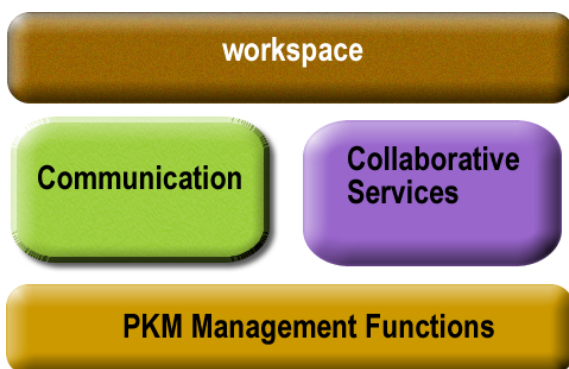 workspace
Communication
Collaborative
Services
PKM Management Functions